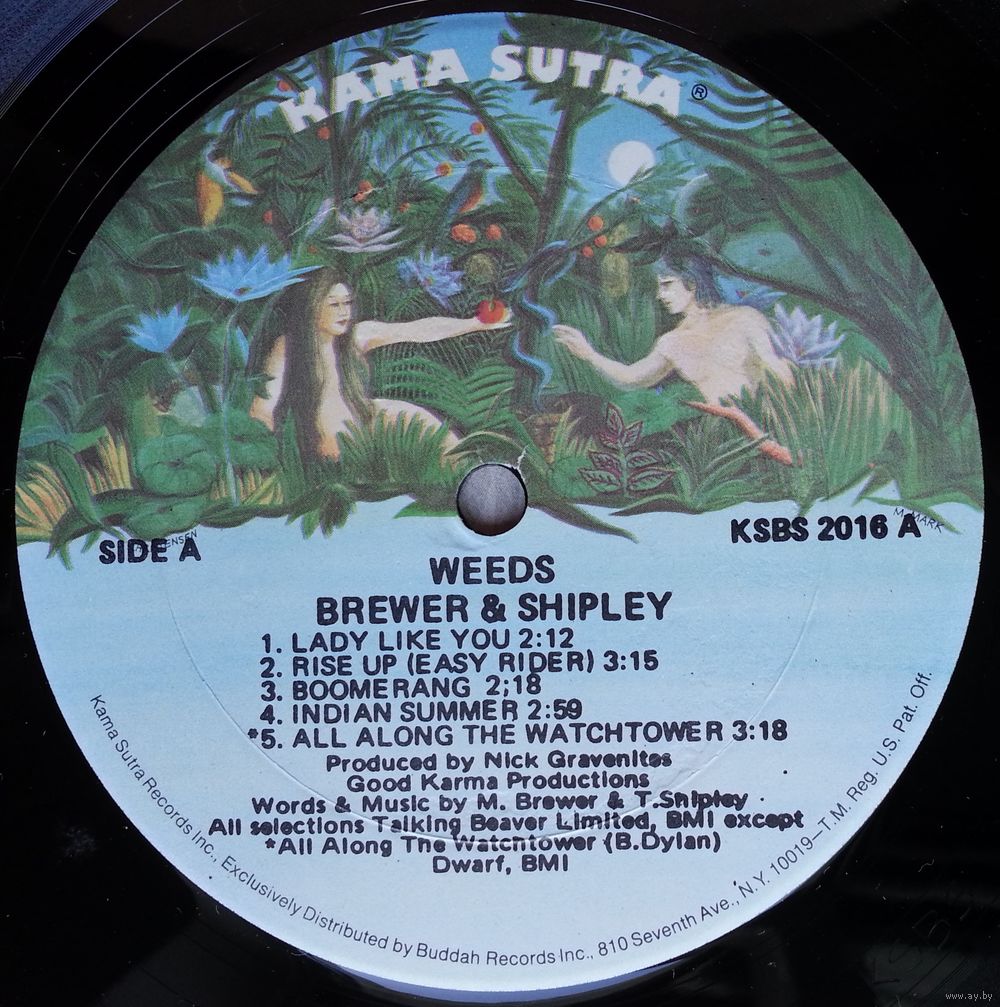 KAMA SUTRA®
SIDE A
KSBS 2016 A
M. MARK
WEEDS
BREWER & SHIPLEY
1. LADY LIKE YOU 2:12
2. RISE UP (EASY RIDER) 3:15
3. BOOMERANG 2;18
4. INDIAN SUMMER 2:59
*5. ALL ALONG THE WATCHTOWER 3:18
Produced by Nick Gravenites
Good Karma Productions
Words & Music by M. Brewer & T.Shipley
All selections Talking Beaver Limited, BMI except
*All Along The Watchtower (B.Dylan)
Dwarf, BMI
Kama Sutra Records Inc., Exclusively Distributed by Buddah Records Inc., 810 Seventh Ave., N.Y. 10019—T.M. Reg. U.S. Pat. Off.
www.ay.by